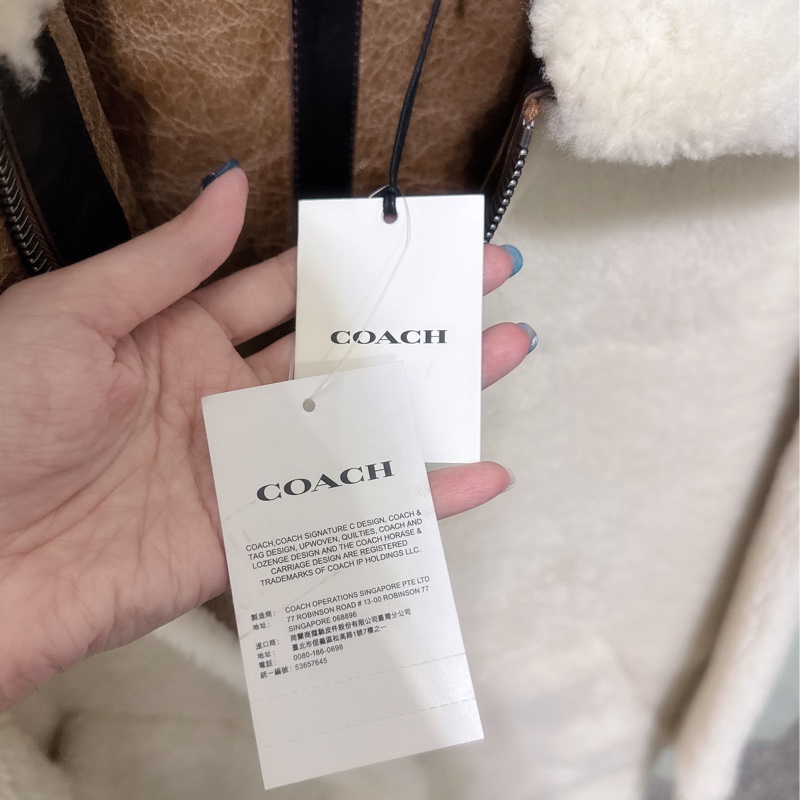 COACH
COACH
COACH,COACH SIGNATURE C DESIGN, COACH &
TAG DESIGN, UPWOVEN, QUILTIES, COACH AND
LOZENGE DESIGN AND THE COACH HORASE &
CARRIAGE DESIGN ARE REGISTERED
TRADEMARKS OF COACH IP HOLDINGS LLC.
製造商: COACH OPERATIONS SINGAPORE PTE LTD
地址: 77 ROBINSON ROAD # 13-00 ROBINSON 77
SINGAPORE 068896
進口商: 荷蘭商蔻馳皮件股份有限公司臺灣分公司
地址: 臺北市信義區松高路1號7樓之一
電話: 0080-186-0698
統一編號: 53657645